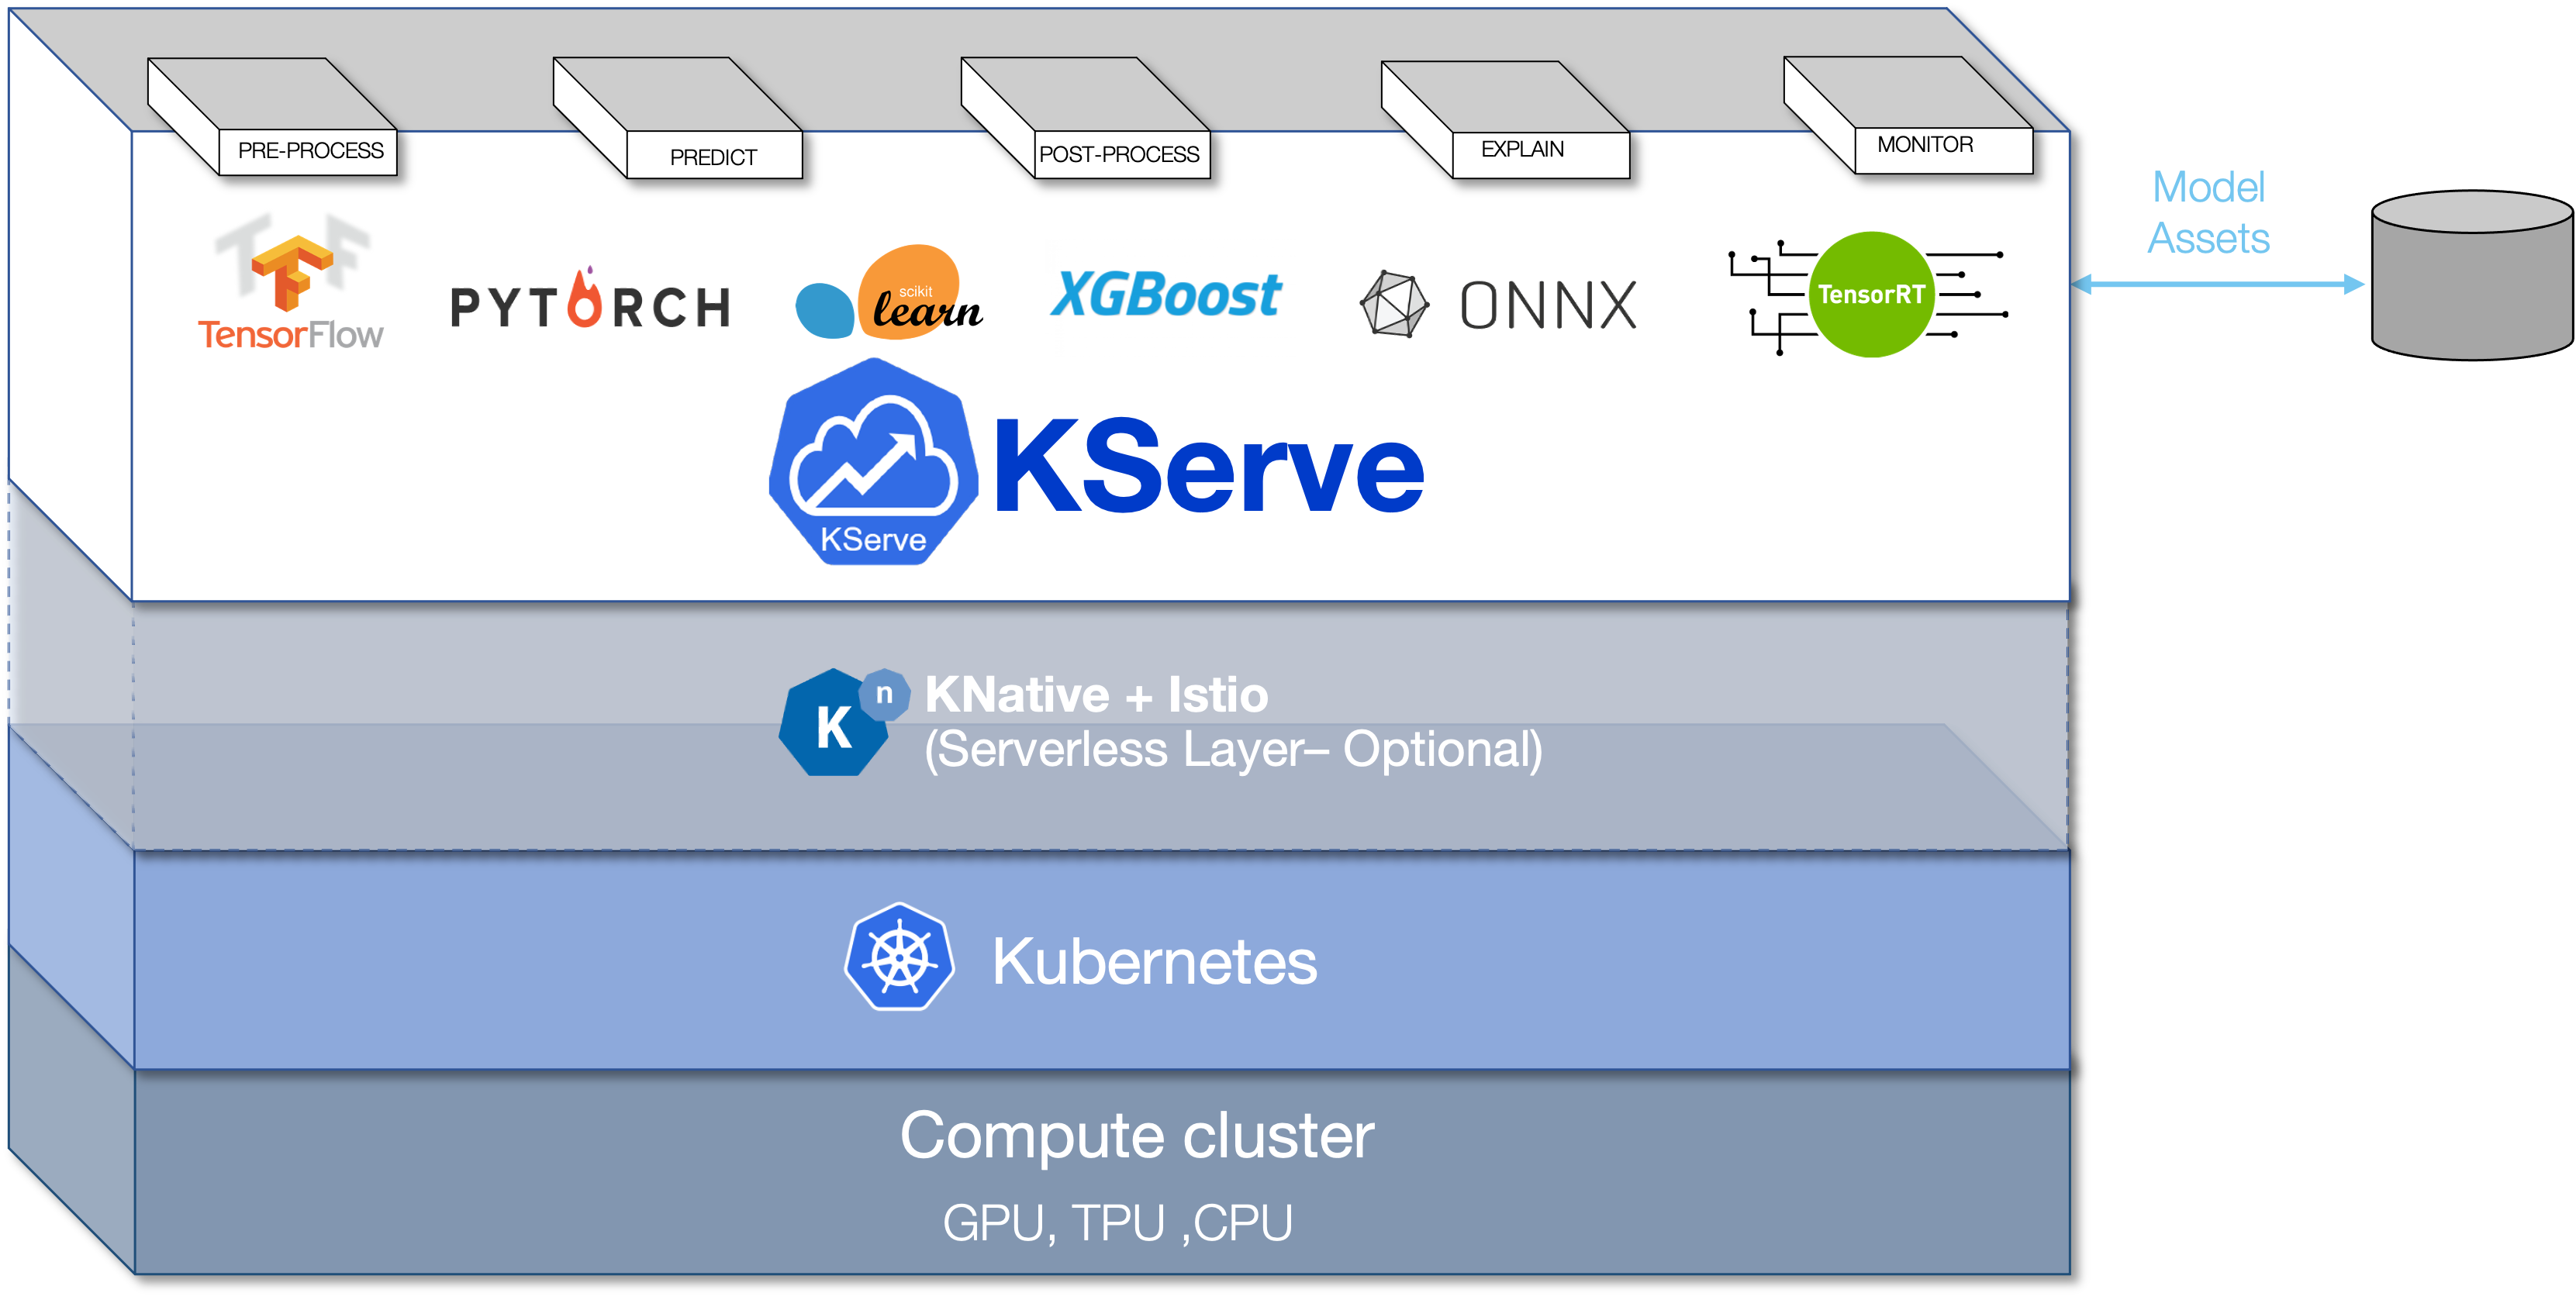 PRE-PROCESS
PREDICT
POST-PROCESS
EXPLAIN
MONITOR
TF
TensorFlow
PYTORCH
scikit
learn
XGBoost
ONNX
TensorRT
Model
Assets
KServe
KServe
K
n
KNative + Istio
(Serverless Layer– Optional)
Kubernetes
Compute cluster
GPU, TPU ,CPU